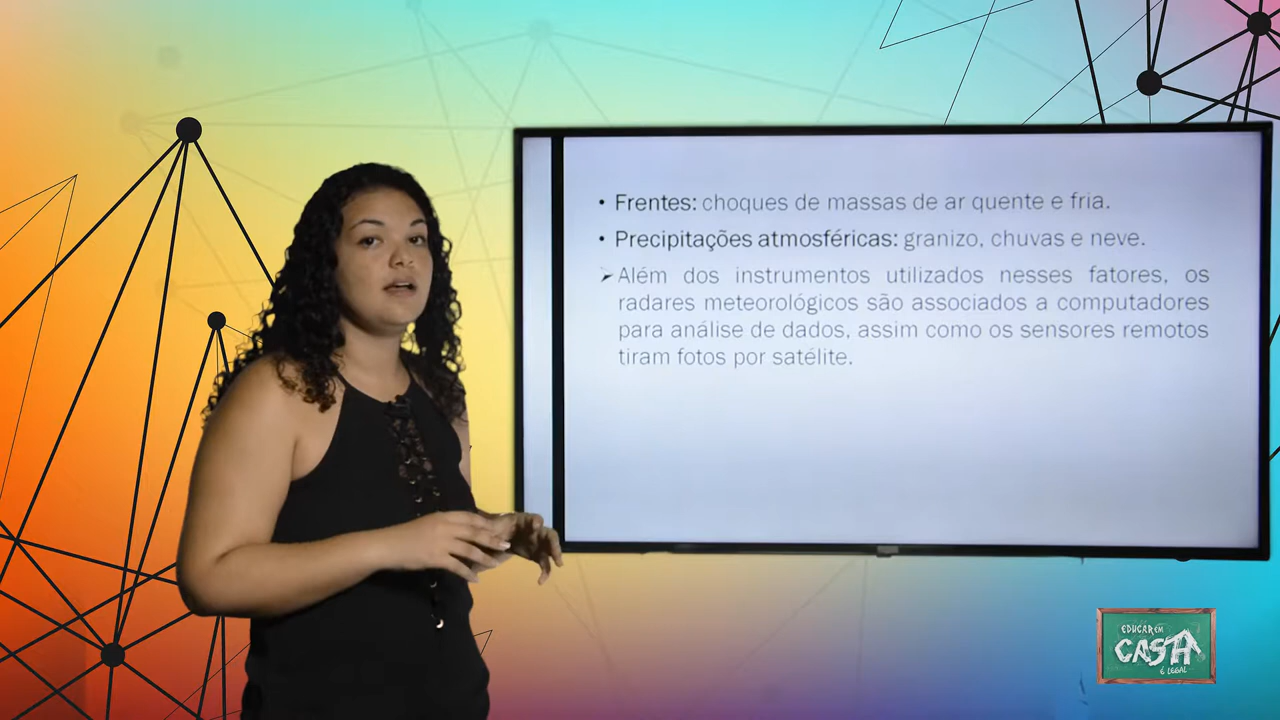 • Frentes: choques de massas de ar quente e fria.
• Precipitações atmosféricas: granizo, chuvas e neve.
➤ Além dos instrumentos utilizados nesses fatores, os
radares meteorológicos são associados a computadores
para análise de dados, assim como os sensores remotos
tiram fotos por satélite.
EDUCAR EM
CASA
É LEGAL